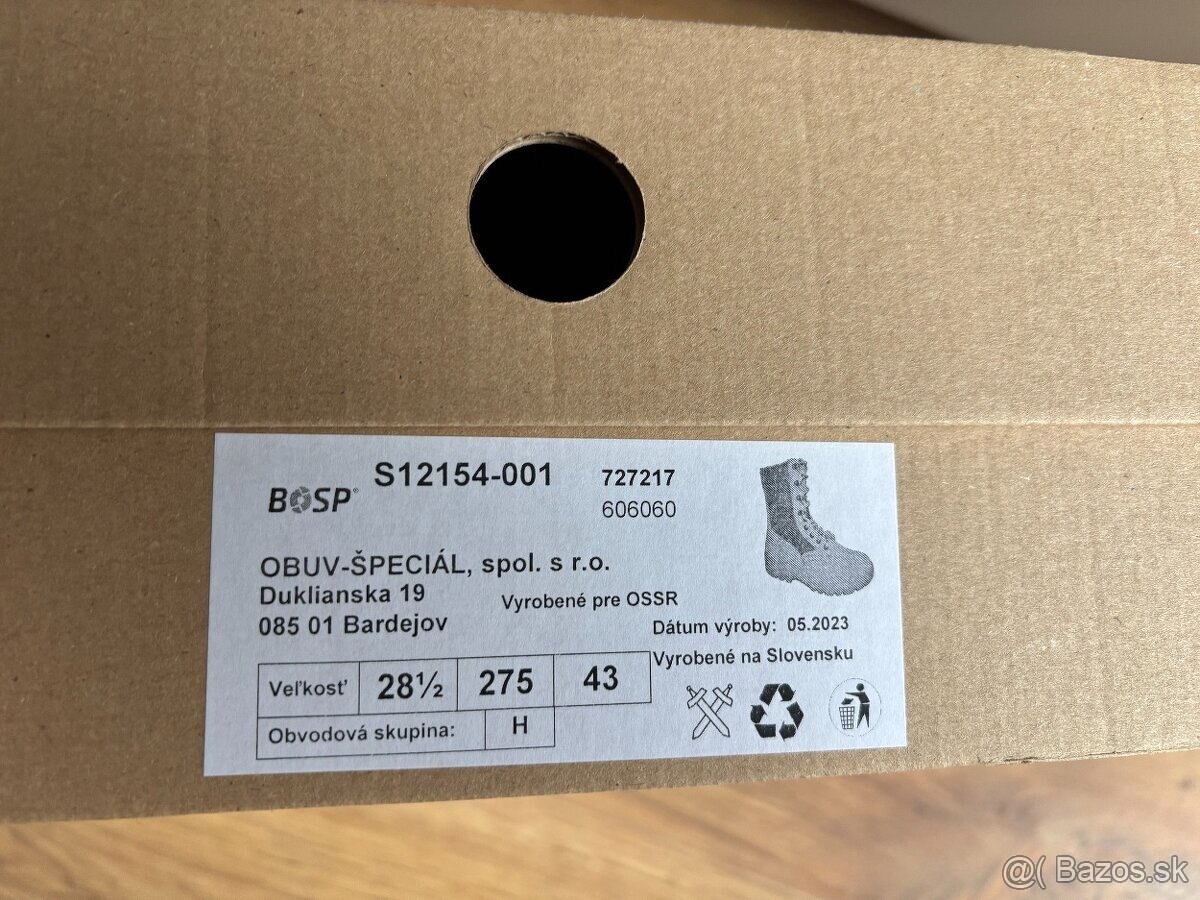 S12154-001
727217
606060
BOSP®
OBUV-ŠPECIÁL, spol. s r.o.
Duklianska 19
085 01 Bardejov
Vyrobené pre OSSR
Dátum výroby: 05.2023
Vyrobené na Slovensku
Veľkosť 28½ 275 43
Obvodová skupina: H
@( Bazos.sk